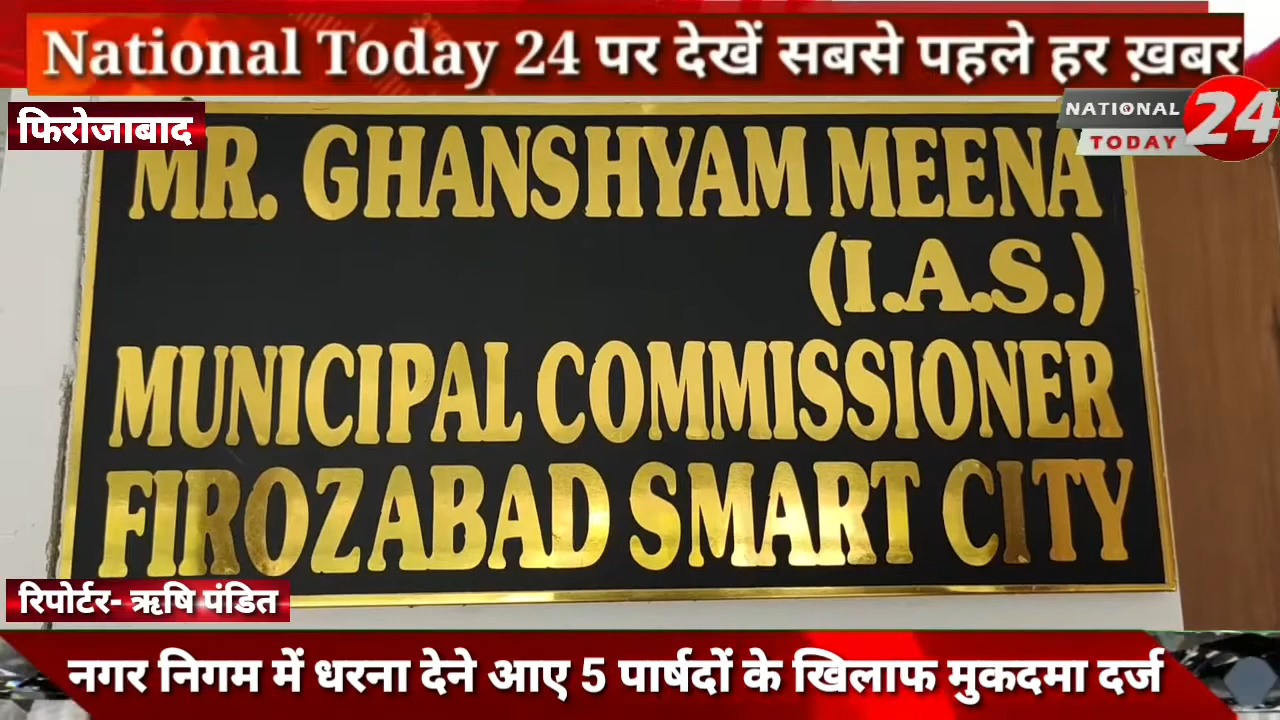 National Today 24 पर देखें सबसे पहले हर ख़बर
फिरोजाबाद
NATIONAL
TODAY
24
MR. GHANSHYAM MEENA
(I.A.S.)
MUNICIPAL COMMISSIONER
FIROZABAD SMART CITY
रिपोर्टर- ऋषि पंडित
नगर निगम में धरना देने आए 5 पार्षदों के खिलाफ मुकदमा दर्ज